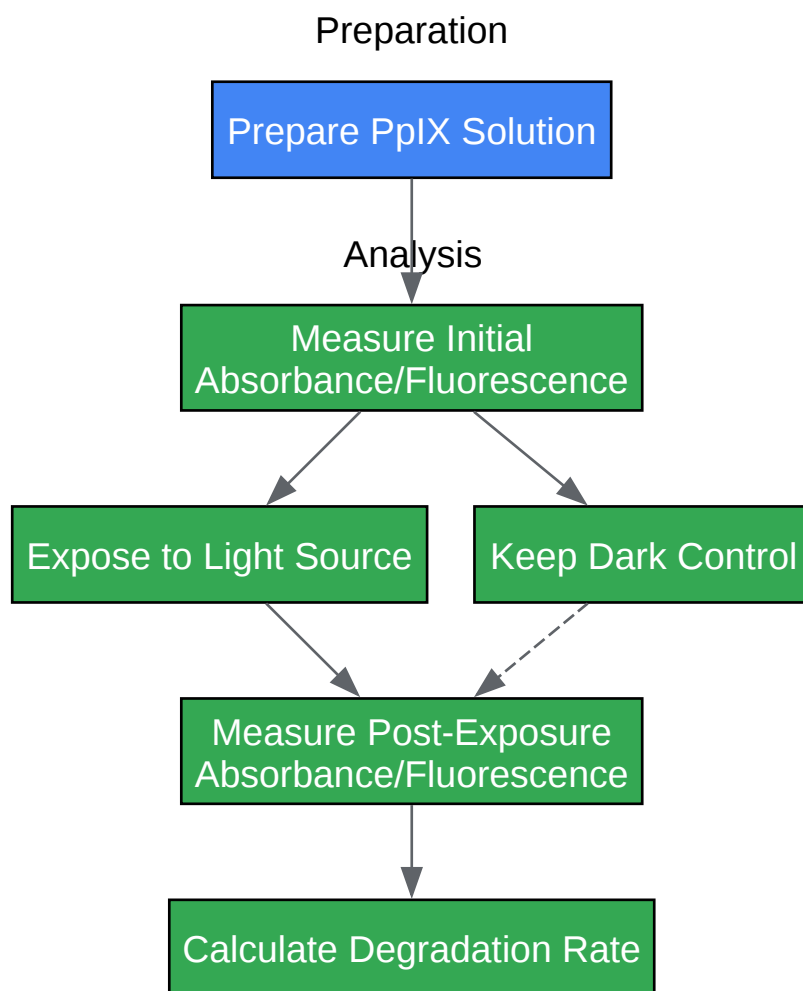 Preparation
Prepare PpIX Solution
Analysis
Measure Initial
Absorbance/Fluorescence
Expose to Light Source
Keep Dark Control
Measure Post-Exposure
Absorbance/Fluorescence
Calculate Degradation Rate